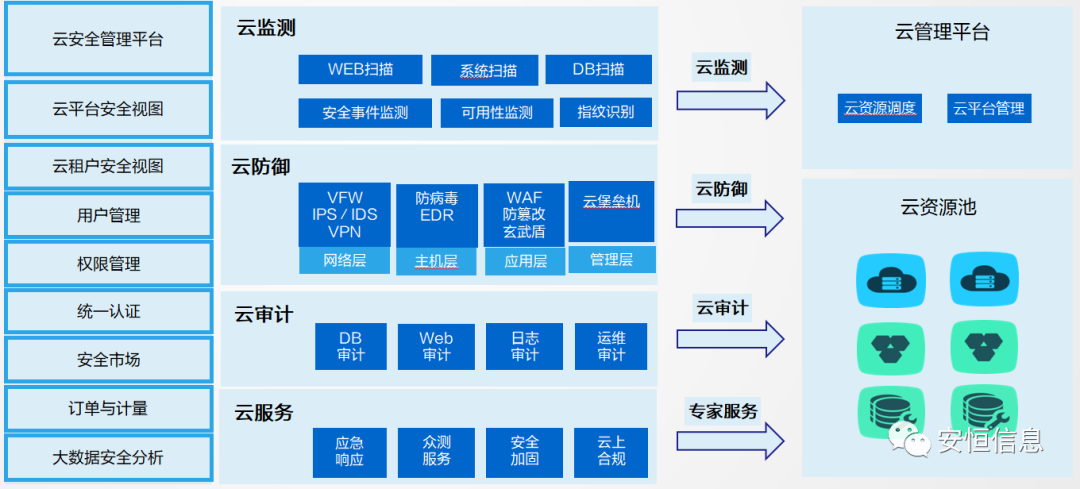 云安全管理平台
云平台安全视图
云租户安全视图
用户管理
权限管理
统一认证
安全市场
订单与计量
大数据安全分析
云监测
WEB扫描
系统扫描
DB扫描
安全事件监测
可用性监测
指纹识别
云防御
VFW
IPS / IDS
VPN
网络层
防病毒
EDR
主机层
WAF
防篡改
玄武盾
应用层
云堡垒机
管理层
云审计
DB
审计
Web
审计
日志
审计
运维
审计
云服务
应急
响应
众测
服务
安全
加固
云上
合规
云监测
云防御
云审计
专家服务
云管理平台
云资源调度
云平台管理
云资源池
安恒信息